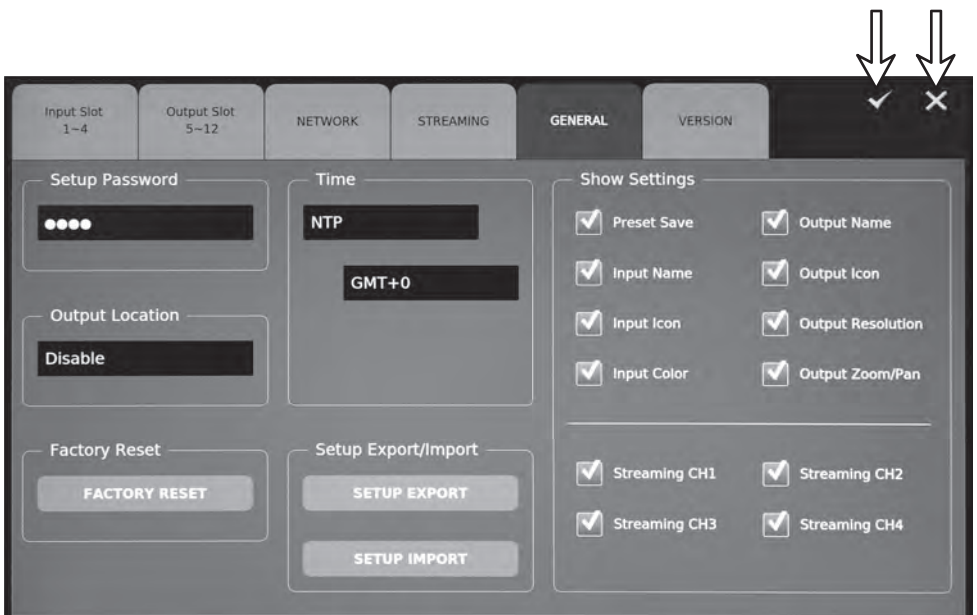 Input Slot
1~4
Output Slot
5~12
NETWORK
STREAMING
GENERAL
VERSION
Setup Password
Output Location
Disable
Factory Reset
FACTORY RESET
Time
NTP
GMT+0
Setup Export/Import
SETUP EXPORT
SETUP IMPORT
Show Settings
Preset Save
Output Name
Input Name
Output Icon
Input Icon
Output Resolution
Input Color
Output Zoom/Pan
Streaming CH1
Streaming CH2
Streaming CH3
Streaming CH4